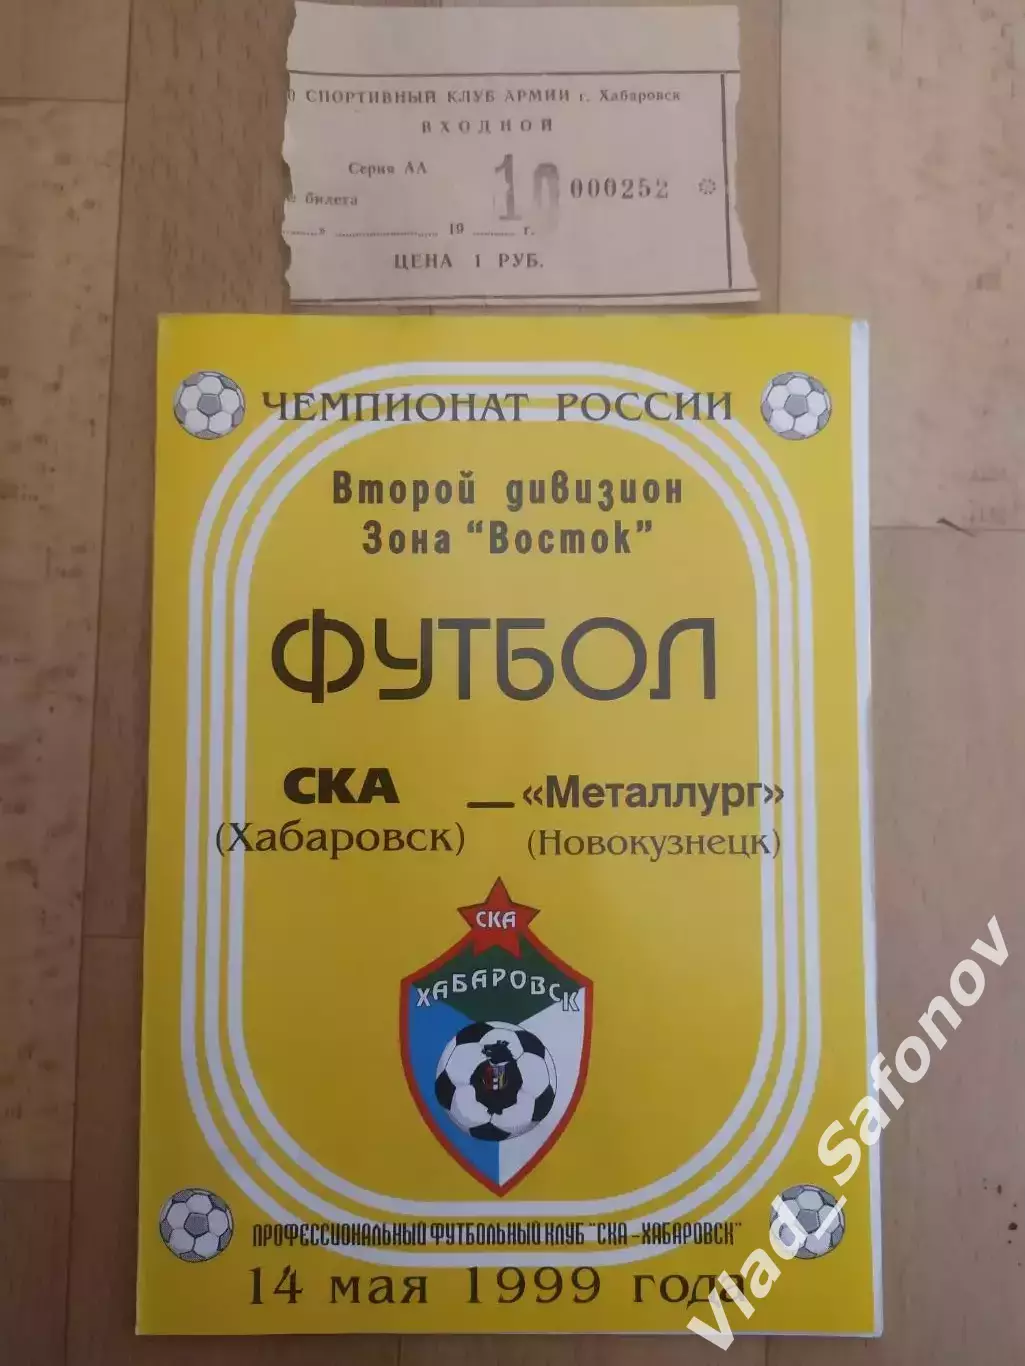 ) СПОРТИВНЫЙ КЛУБ АРМИИ г. Хабаровск
ВХОДНОЙ
Серия АА
10 000252
билета
» 19 г.
ЦЕНА 1 РУБ.
ЧЕМПИОНАТ РОССИИ
Второй дивизион
Зона "Восток"
ФУТБОЛ
СКА — «Металлург»
(Хабаровск) (Новокузнецк)
СКА
ХАБАРОВСК
ПРОФЕССИОНАЛЬНЫЙ ФУТБОЛЬНЫЙ КЛУБ "СКА -ХАБАРОВСК"
14 мая 1999 года
Vlad_Safonov